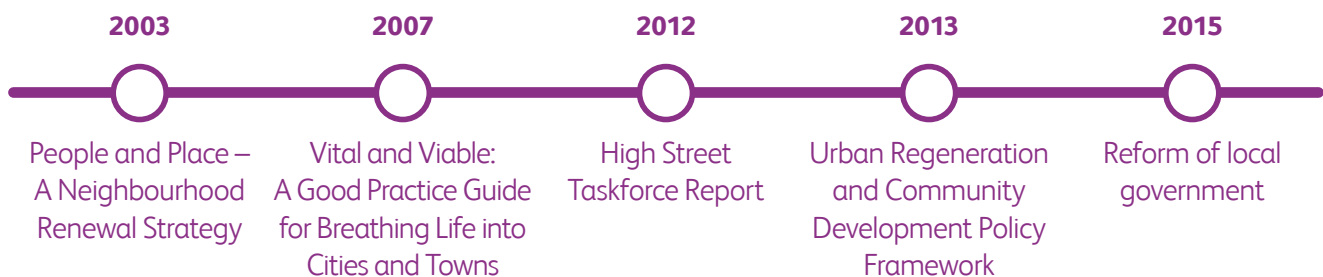 2003
People and Place –
A Neighbourhood
Renewal Strategy
2007
Vital and Viable:
A Good Practice Guide
for Breathing Life into
Cities and Towns
2012
High Street
Taskforce Report
2013
Urban Regeneration
and Community
Development Policy
Framework
2015
Reform of local
government